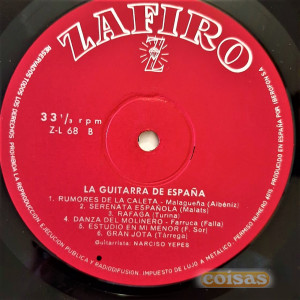 ZAFIRO
Z
33 1/3 rpm
Z-L 68 B
LA GUITARRA DE ESPAÑA
1. RUMORES DE LA CALETA - Malagueña (Albéniz)
2. SERENATA ESPAÑOLA (Malats)
3. RAFAGA (Turina)
4. DANZA DEL MOLINERO - Farruca (Falla)
5. ESTUDIO EN MI MENOR (F. Sor)
6. GRAN JOTA (Tárrega)
Guitarrista: NARCISO YEPES
RESERVADOS TODOS LOS DERECHOS. PROHIBIDA LA REPRODUCCION
EJECUCION PUBLICA Y RADIODIFUSION. IMPUESTO DE LUJO A METALICO. PERMISO NUMERO
FABRICADO POR IBEROFON S A
coisas